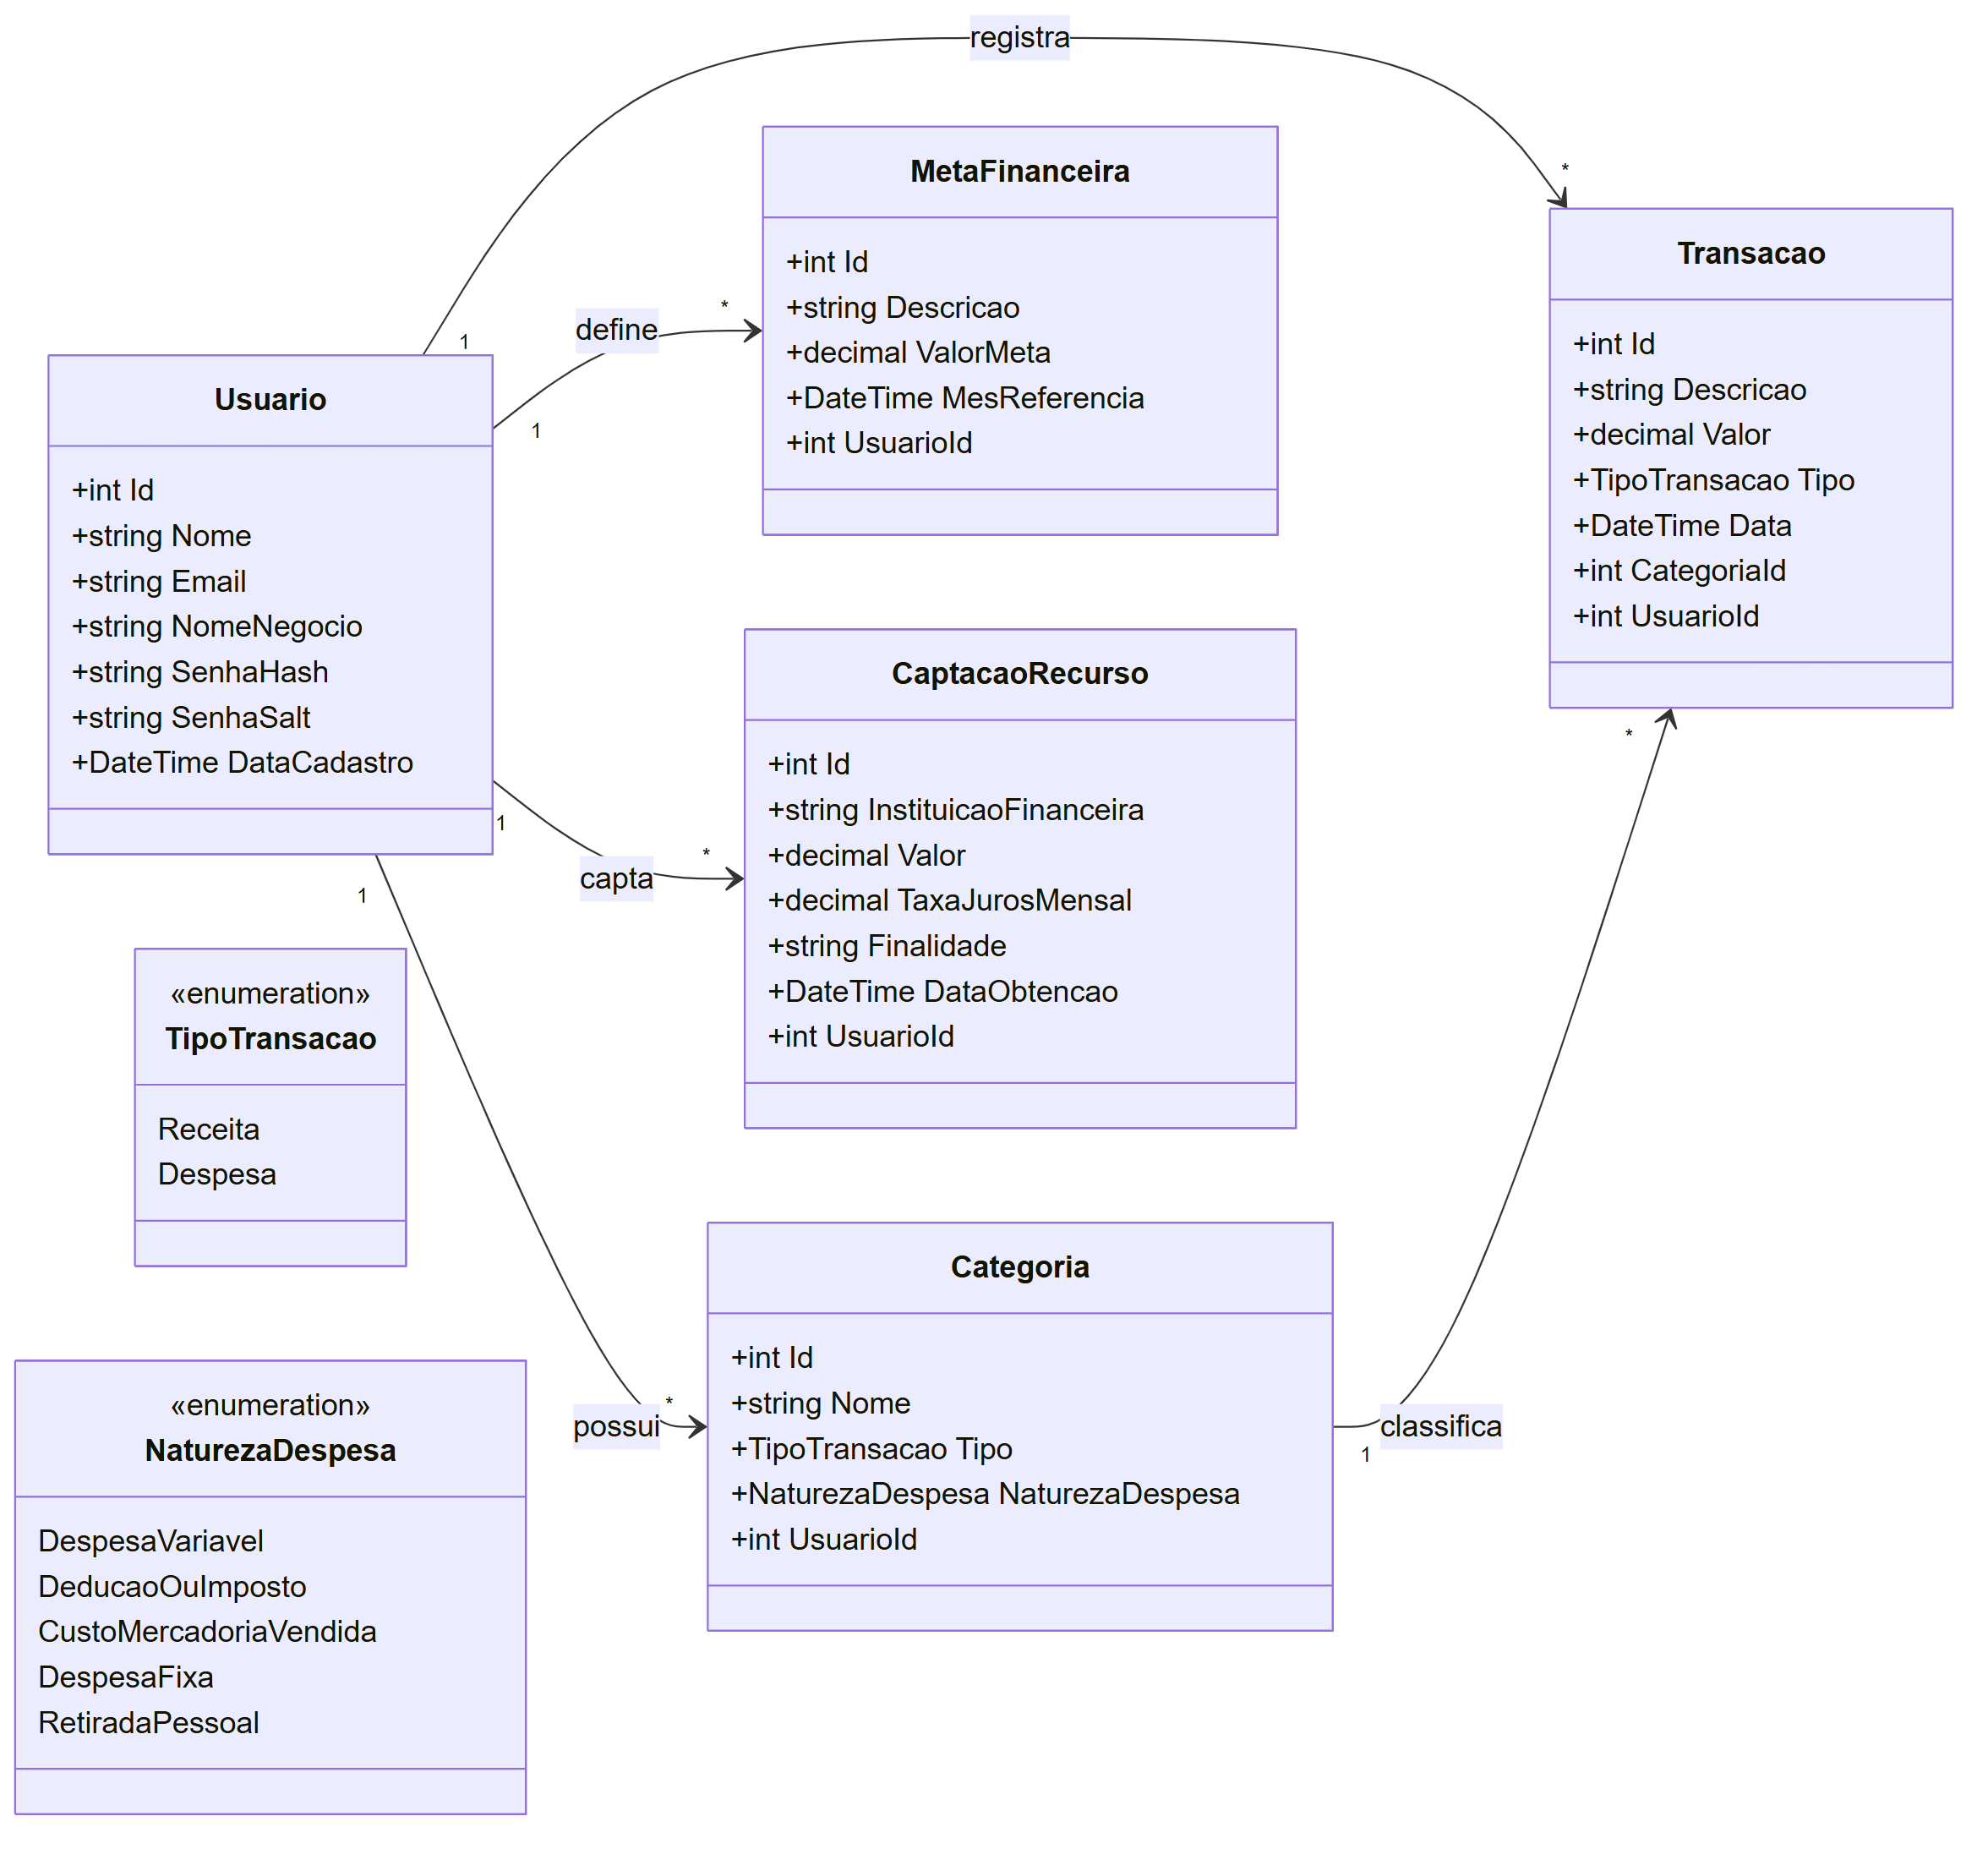 registra
*
MetaFinanceira
+int Id
+string Descricao
+decimal ValorMeta
+DateTime MesReferencia
+int UsuarioId
Transacao
+int Id
+string Descricao
+decimal Valor
+TipoTransacao Tipo
+DateTime Data
+int CategoriaId
+int UsuarioId
*
define
*
1
1
Usuario
+int Id
+string Nome
+string Email
+string NomeNegocio
+string SenhaHash
+string SenhaSalt
+DateTime DataCadastro
1
1
capta
*
CaptacaoRecurso
+int Id
+string InstituicaoFinanceira
+decimal Valor
+decimal TaxaJurosMensal
+string Finalidade
+DateTime DataObtencao
+int UsuarioId
«enumeration»
TipoTransacao
Receita
Despesa
possui
*
Categoria
+int Id
+string Nome
+TipoTransacao Tipo
+NaturezaDespesa NaturezaDespesa
+int UsuarioId
1
classifica
«enumeration»
NaturezaDespesa
DespesaVariavel
DeducaoOuImposto
CustoMercadoriaVendida
DespesaFixa
RetiradaPessoal